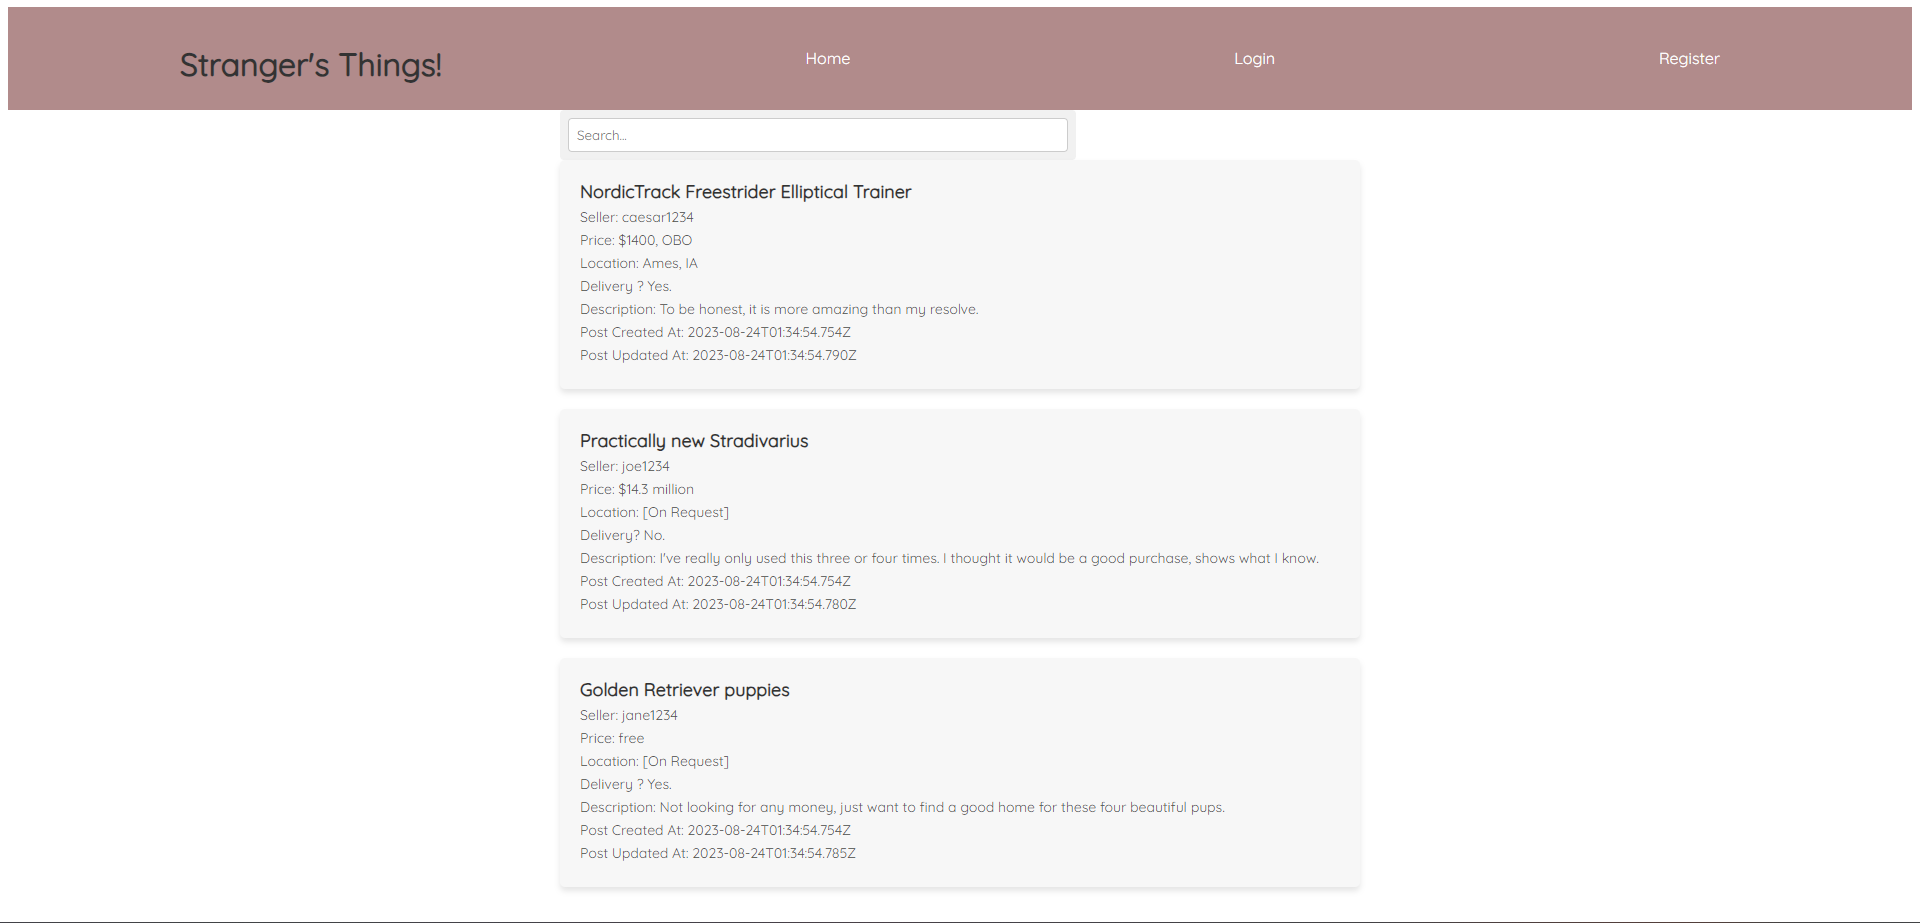 Stranger's Things!
Home
Login
Register
Search...
NordicTrack Freestrider Elliptical Trainer
Seller: caesar1234
Price: $1400, OBO
Location: Ames, IA
Delivery ? Yes.
Description: To be honest, it is more amazing than my resolve.
Post Created At: 2023-08-24T01:34:54.754Z
Post Updated At: 2023-08-24T01:34:54.790Z
Practically new Stradivarius
Seller: joe1234
Price: $14.3 million
Location: [On Request]
Delivery? No.
Description: I've really only used this three or four times. I thought it would be a good purchase, shows what I know.
Post Created At: 2023-08-24T01:34:54.754Z
Post Updated At: 2023-08-24T01:34:54.780Z
Golden Retriever puppies
Seller: jane1234
Price: free
Location: [On Request]
Delivery ? Yes.
Description: Not looking for any money, just want to find a good home for these four beautiful pups.
Post Created At: 2023-08-24T01:34:54.754Z
Post Updated At: 2023-08-24T01:34:54.785Z